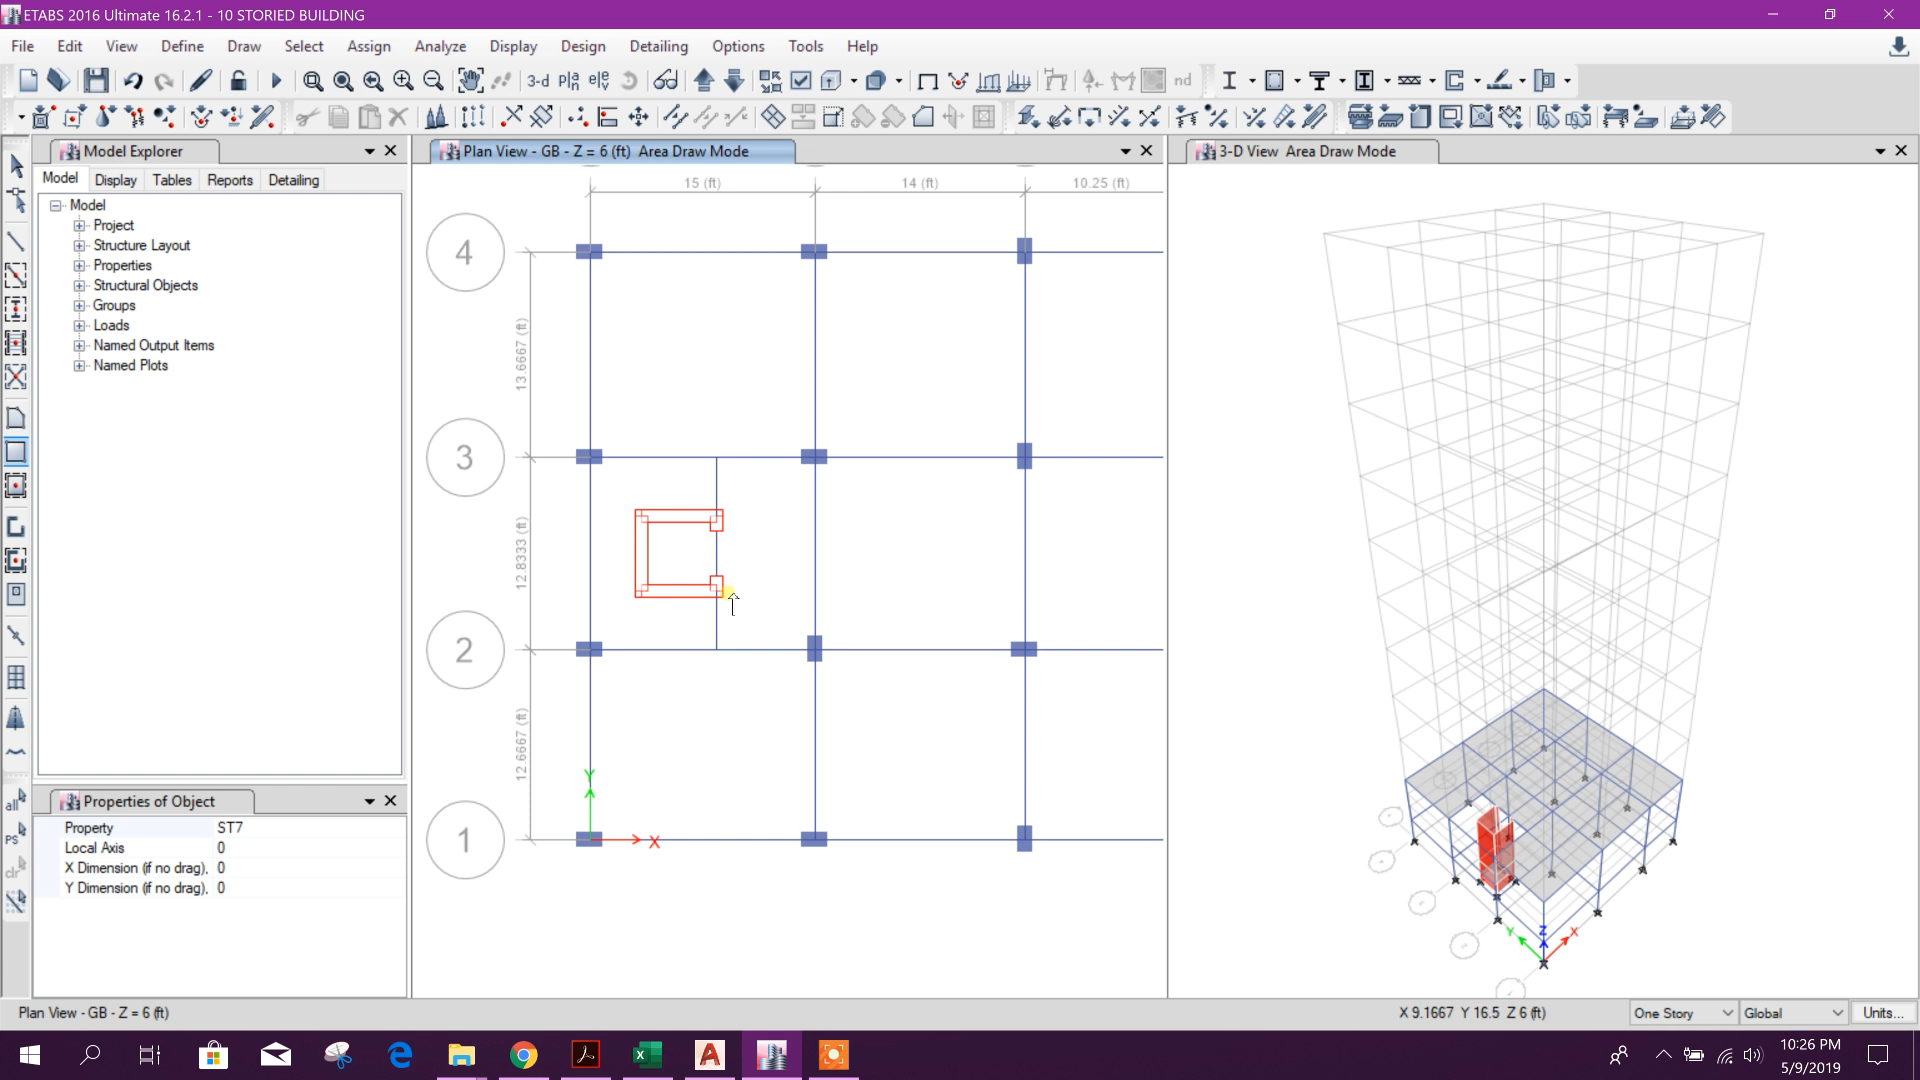 ETABS 2016 Ultimate 16.2.1 - 10 STORIED BUILDING
File Edit View Define Draw Select Assign Analyze Display Design Detailing Options Tools Help
3-d
nd
Model Explorer
Model Display Tables Reports Detailing
Model
Project
Structure Layout
Properties
Structural Objects
Groups
Loads
Named Output Items
Named Plots
all
PS
clr
Properties of Object
Property ST7
Local Axis 0
X Dimension (if no drag), 0
Y Dimension (if no drag), 0
Plan View - GB - Z = 6 (ft) Area Draw Mode
15 (ft) 14 (ft) 10.25 (ft)
4
13.6667 (ft)
3
12.8333 (ft)
2
12.6667 (ft)
1
Y
X
3-D View Area Draw Mode
Y Z X
Plan View - GB - Z = 6 (ft)
X 9.1667 Y 16.5 Z 6 (ft)
One Story
Global
Units...
10:26 PM
5/9/2019